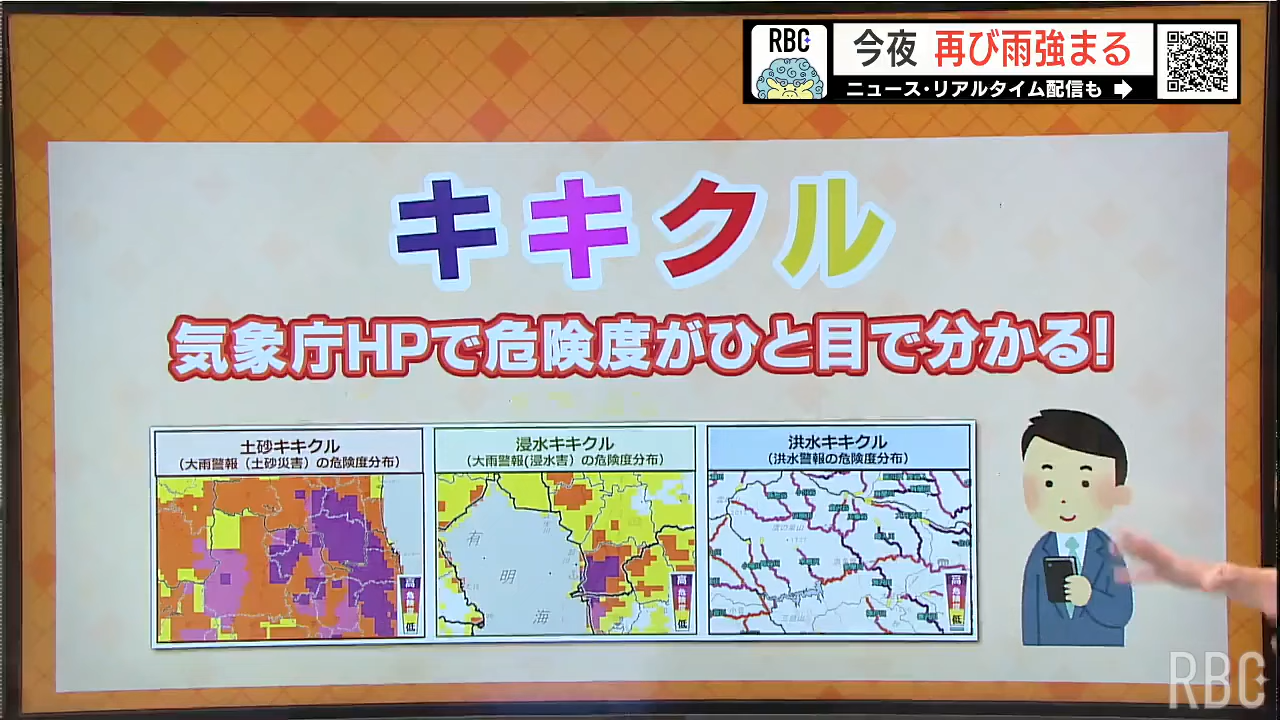 RBC
今夜 再び雨強まる
ニュース・リアルタイム配信も ➡
キキクル
気象庁HPで危険度がひと目で分かる!
土砂キキクル
(大雨警報(土砂災害)の危険度分布)
浸水キキクル
(大雨警報(浸水害)の危険度分布)
洪水キキクル
(洪水警報の危険度分布)
有
明
海
高
危険度
低
高
危険度
低
高
危険度
低
RBC